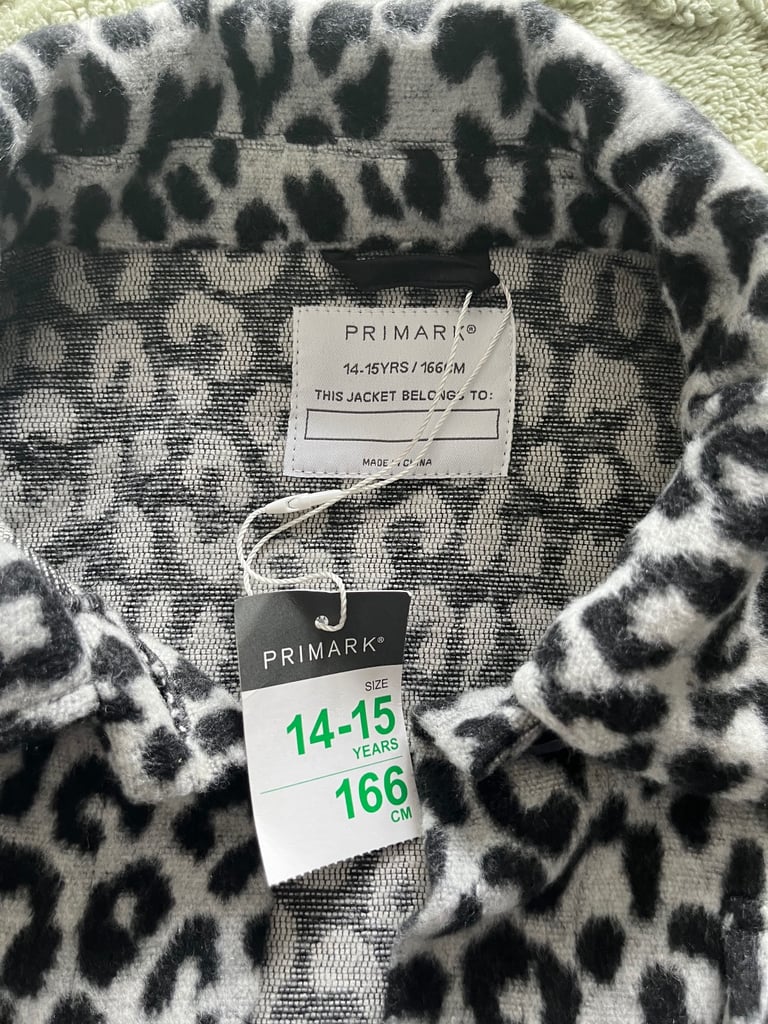 PRIMARK®
14-15YRS / 166CM
THIS JACKET BELONGS TO:
MADE IN CHINA
PRIMARK®
SIZE
14-15
YEARS
166
CM